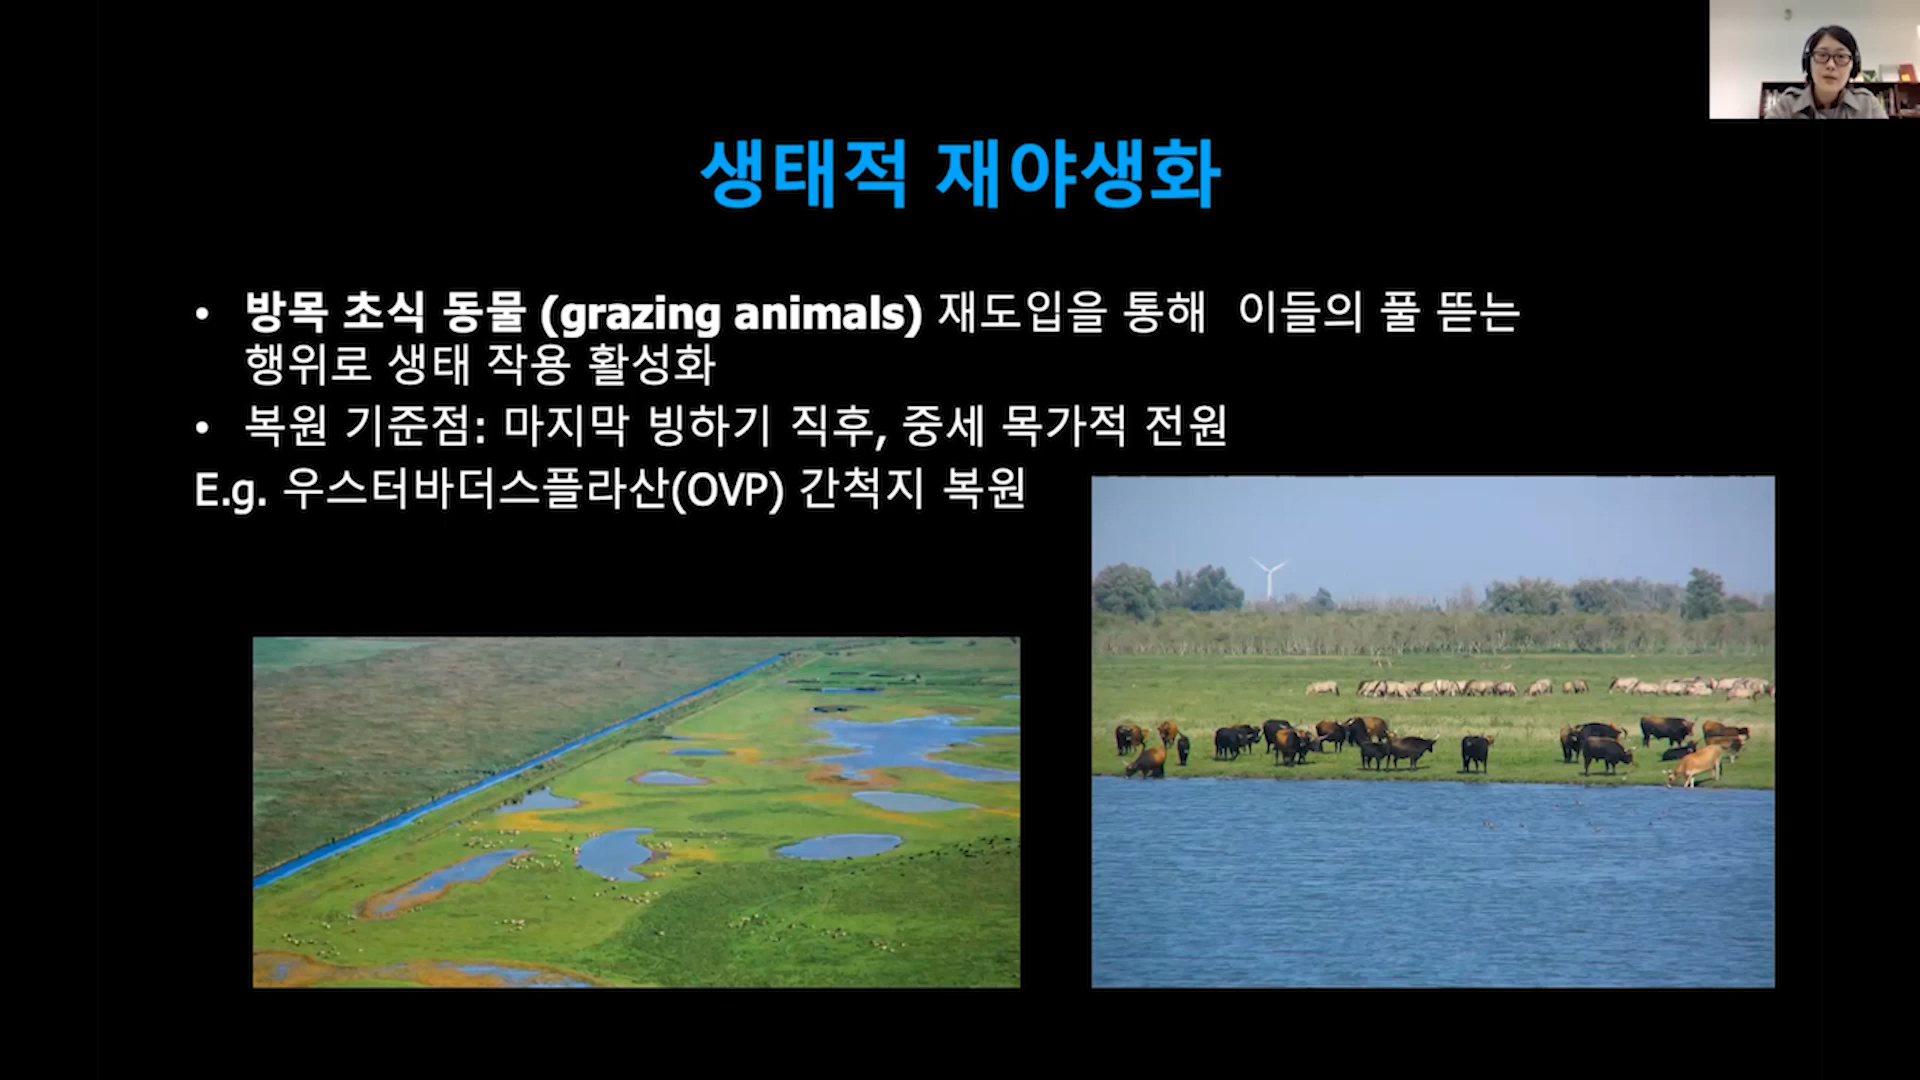 생태적 재야생화
• 방목 초식 동물 (grazing animals) 재도입을 통해 이들의 풀 뜯는
행위로 생태 작용 활성화
• 복원 기준점: 마지막 빙하기 직후, 중세 목가적 전원
E.g. 우스터바더스플라산(OVP) 간척지 복원